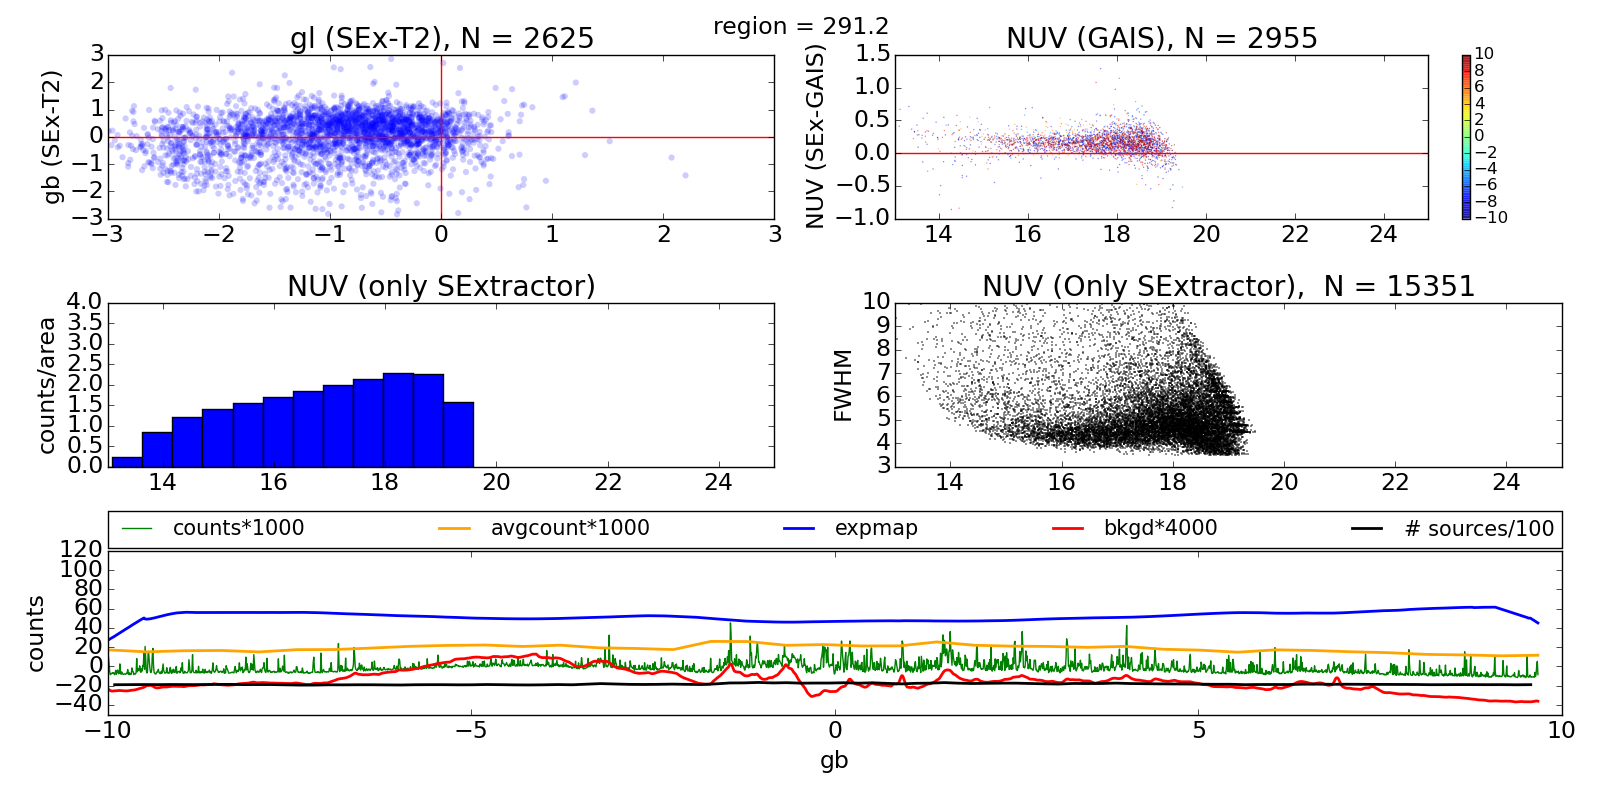 region = 291.2
gl (SEx-T2), N = 2625
gb (SEx-T2)
3
2
1
0
−1
−2
−3
−3 −2 −1 0 1 2 3
NUV (GAIS), N = 2955
NUV (SEx-GAIS)
1.5
1.0
0.5
0.0
−0.5
−1.0
14 16 18 20 22 24
10
8
6
4
2
0
−2
−4
−6
−8
−10
NUV (only SExtractor)
counts/area
4.0
3.5
3.0
2.5
2.0
1.5
1.0
0.5
0.0
14 16 18 20 22 24
NUV (Only SExtractor), N = 15351
FWHM
10
9
8
7
6
5
4
3
14 16 18 20 22 24
counts*1000 avgcount*1000 expmap bkgd*4000 # sources/100
counts
120
100
80
60
40
20
0
−20
−40
−10 −5 0 5 10
gb